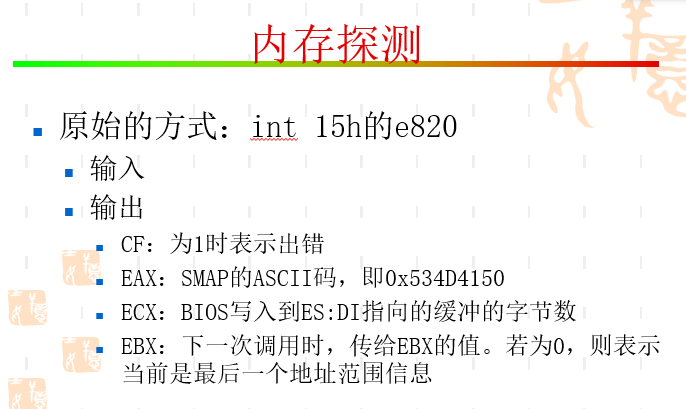 内存探测
原始的方式：int 15h的e820
输入
输出
CF：为1时表示出错
EAX：SMAP的ASCII码，即0x534D4150
ECX：BIOS写入到ES:DI指向的缓冲的字节数
EBX：下一次调用时，传给EBX的值。若为0，则表示
当前是最后一个地址范围信息